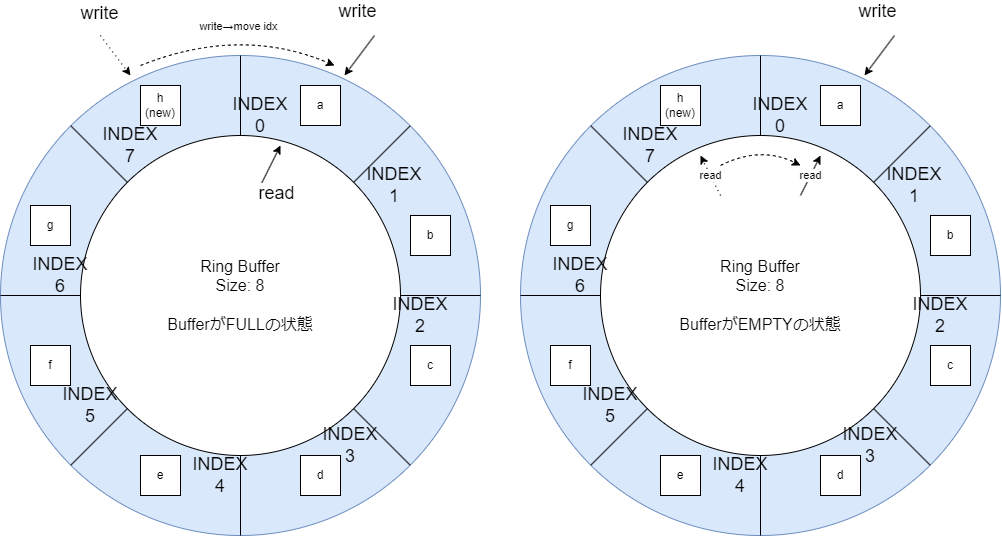 write
write→move idx
write
h
(new)
INDEX
0
a
INDEX
7
INDEX
1
read
g
b
INDEX
6
Ring Buffer
Size: 8
BufferがFULLの状態
INDEX
2
f
c
INDEX
5
INDEX
3
e
INDEX
4
d
write
h
(new)
INDEX
0
a
INDEX
7
read
read
INDEX
1
g
b
INDEX
6
Ring Buffer
Size: 8
BufferがEMPTYの状態
INDEX
2
f
c
INDEX
5
INDEX
3
e
INDEX
4
d